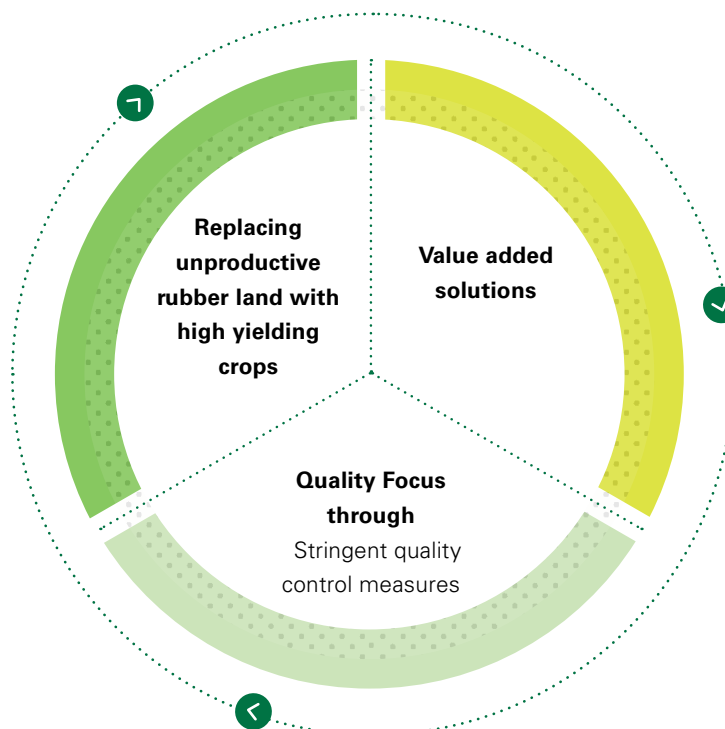 Replacing
unproductive
rubber land with
high yielding
crops
Value added
solutions
Quality Focus
through
Stringent quality
control measures